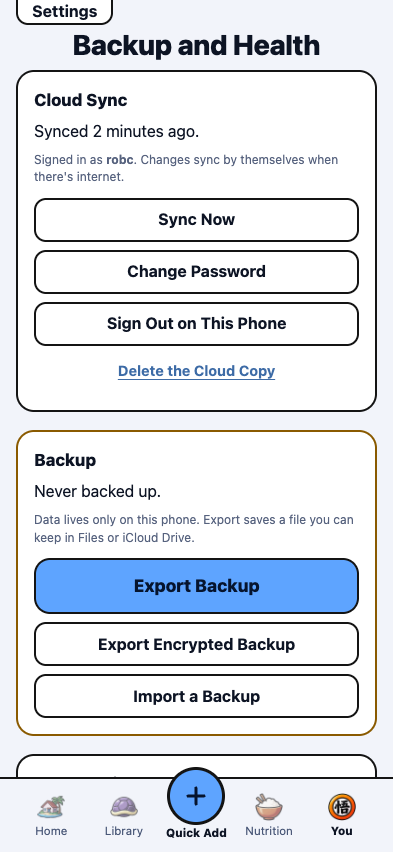 Settings
Backup and Health
Cloud Sync
Synced 2 minutes ago.
Signed in as robc. Changes sync by themselves when
there's internet.
Sync Now
Change Password
Sign Out on This Phone
Delete the Cloud Copy
Backup
Never backed up.
Data lives only on this phone. Export saves a file you can
keep in Files or iCloud Drive.
Export Backup
Export Encrypted Backup
Import a Backup
悟
Home
Library
Quick Add
Nutrition
You